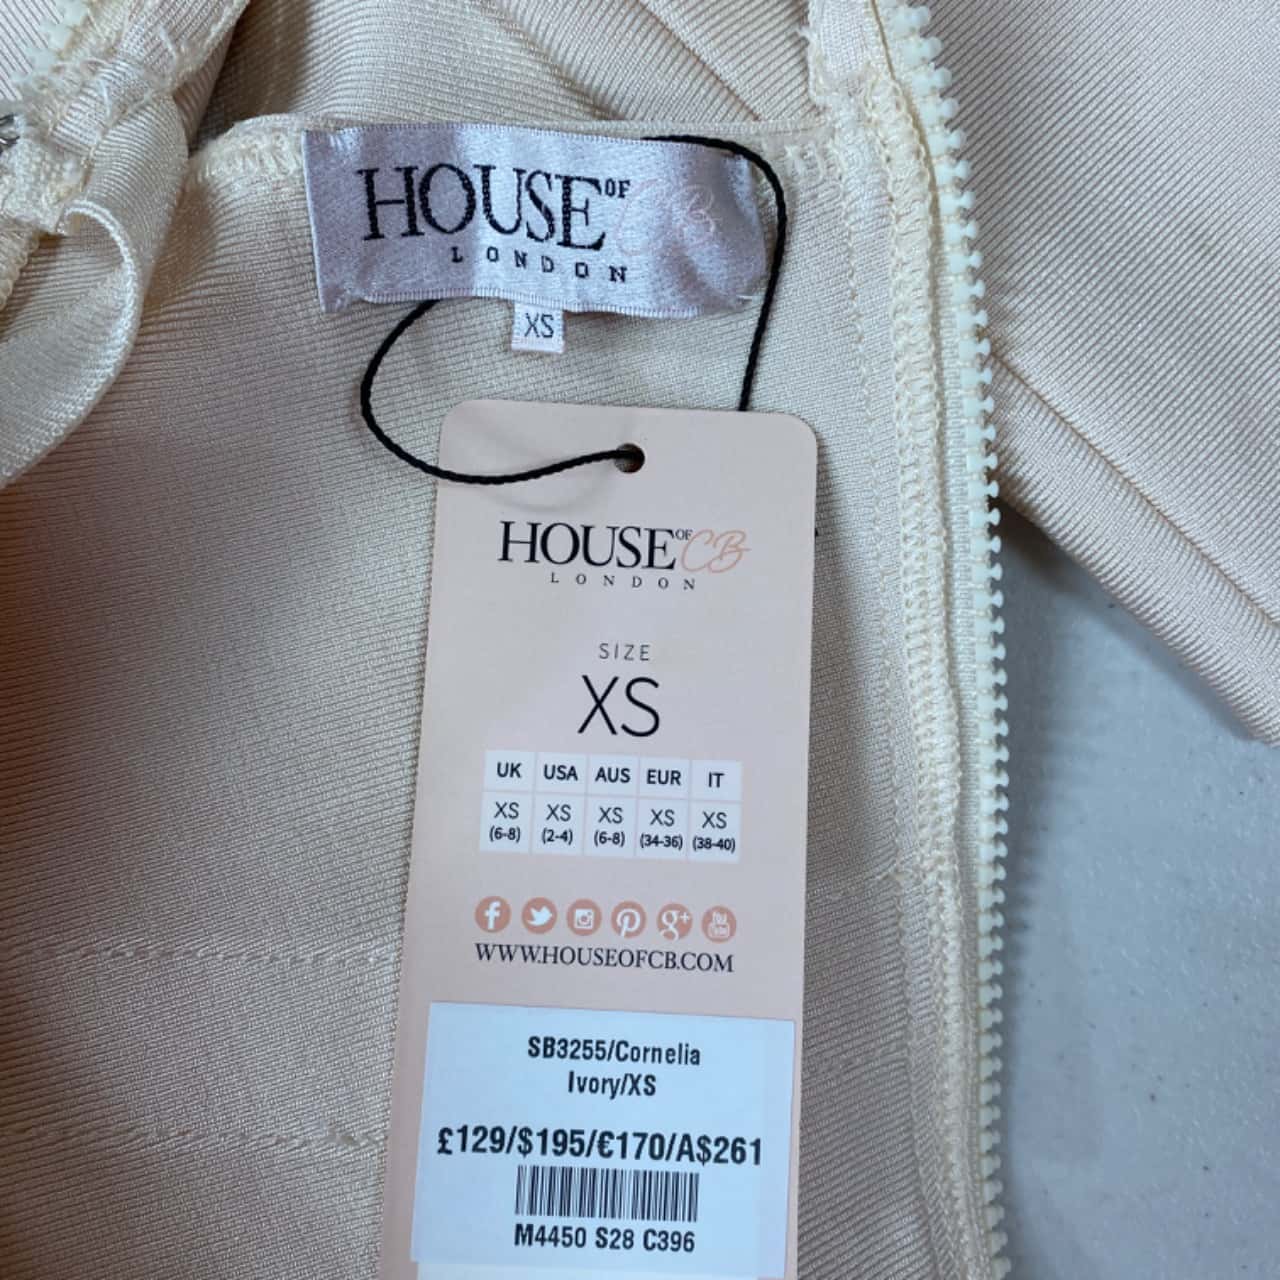 HOUSE OF CB
LONDON
XS
HOUSE OF CB
LONDON
SIZE
XS
UK USA AUS EUR IT
XS XS XS XS XS
(6-8) (2-4) (6-8) (34-36) (38-40)
WWW.HOUSEOFCB.COM
SB3255/Cornelia
Ivory/XS
£129/$195/€170/A$261
M4450 S28 C396